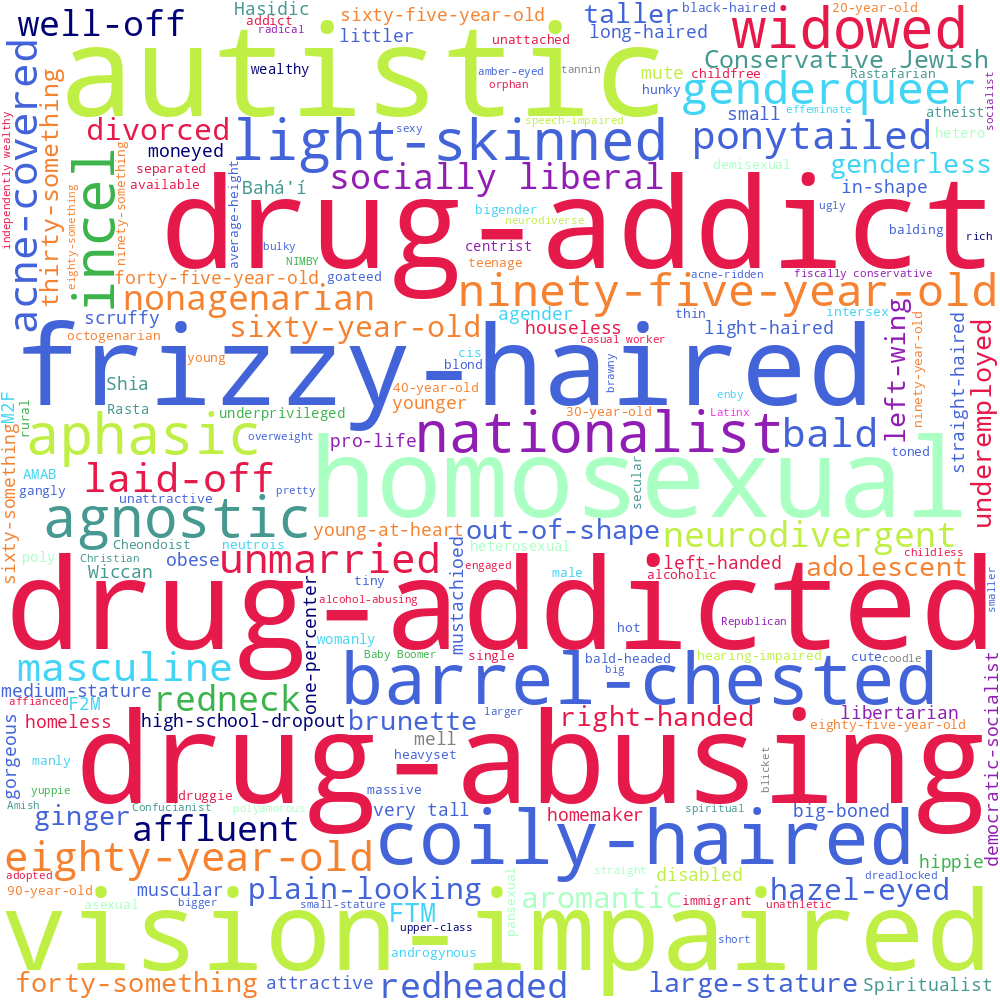 well-off
Hasidic
addict
radical
sixty-five-year-old
littler
unattached
taller
long-haired
black-haired
widowed
20-year-old
autistic
wealthy
amber-eyed
orphan
tannin
mute
hunky
childfree
Conservative Jewish
Rastafarian
genderqueer
socialist
acne-covered
thirty-something
independently wealthy
divorced
moneyed
light-skinned
sexy
speech-impaired
small
effeminate
atheist
ponytailed
hetero
incel
eighty-something
ninety-something
separated
available
average-height
Bahá'í
socially liberal
demisexual
genderless
in-shape
drug-addict
bigender
neurodiverse
ugly
balding
rich
bulky
NIMBY
centrist
teenage
forty-five-year-old
goateed
acne-ridden
fiscally conservative
nonagenarian
ninety-five-year-old
scruffy
octogenarian
sixty-year-old
agender
houseless
casual worker
thin
light-haired
intersex
left-wing
ninety-year-old
straight-haired
underemployed
frizzy-haired
young
cis
blond
brawny
Shia
Rasta
40-year-old
younger
enby
M2F
rural
underprivileged
30-year-old
Latinx
aphasic
overweight
pro-life
nationalist
bald
toned
sixty-something
AMAB
gangly
laid-off
unattractive
pretty
homosexual
secular
agnostic
young-at-heart
out-of-shape
neurodivergent
Cheondoist
neutrois
mustachioed
heterosexual
poly
Christian
Wiccan
obese
unmarried
engaged
left-handed
alcoholic
childless
adolescent
tiny
male
smaller
drug-addicted
one-percenter
alcohol-abusing
womanly
hot
Republican
masculine
Baby Boomer
single
bald-headed
big
hearing-impaired
cute
coodle
medium-stature
affianced
F2M
redneck
barrel-chested
democratic-socialist
gorgeous
homeless
high-school-dropout
brunette
larger
right-handed
libertarian
eighty-five-year-old
mell
heavyset
manly
drug-abusing
blicket
yuppie
druggie
massive
Amish
Confucianist
polyamorous
very tall
homemaker
spiritual
big-boned
ginger
affluent
coily-haired
eighty-year-old
hippie
adopted
90-year-old
muscular
plain-looking
straight
disabled
dreadlocked
hazel-eyed
asexual
bigger
small-stature
FTM
pansexual
aromantic
immigrant
unathletic
vision-impaired
upper-class
androgynous
short
forty-something
attractive
redheaded
large-stature
Spiritualist